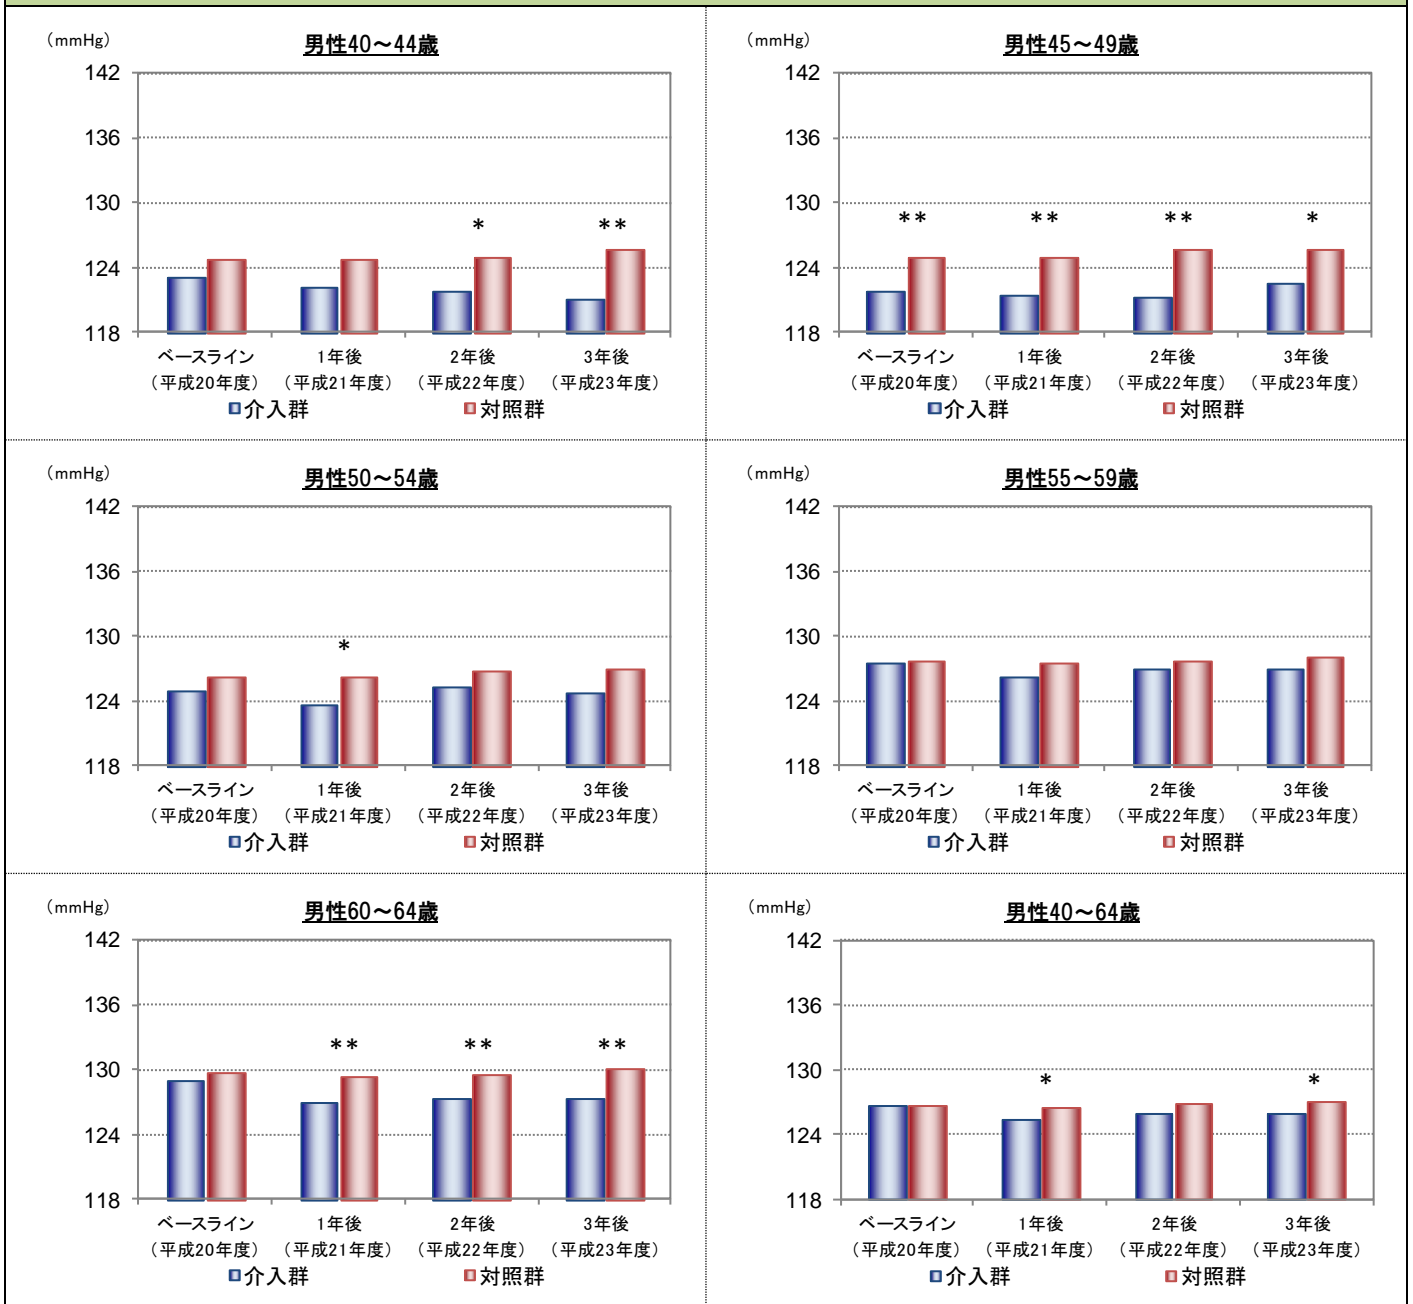 (mmHg)
男性40～44歳
142
136
130
* **
124
118
ベースライン 1年後 2年後 3年後
(平成20年度) (平成21年度) (平成22年度) (平成23年度)
介入群 対照群
(mmHg)
男性45～49歳
142
136
130
** ** ** *
124
118
ベースライン 1年後 2年後 3年後
(平成20年度) (平成21年度) (平成22年度) (平成23年度)
介入群 対照群
(mmHg)
男性50～54歳
142
136
130
*
124
118
ベースライン 1年後 2年後 3年後
(平成20年度) (平成21年度) (平成22年度) (平成23年度)
介入群 対照群
(mmHg)
男性55～59歳
142
136
130
124
118
ベースライン 1年後 2年後 3年後
(平成20年度) (平成21年度) (平成22年度) (平成23年度)
介入群 対照群
(mmHg)
男性60～64歳
142
136
** ** **
130
124
118
ベースライン 1年後 2年後 3年後
(平成20年度) (平成21年度) (平成22年度) (平成23年度)
介入群 対照群
(mmHg)
男性40～64歳
142
136
130
* *
124
118
ベースライン 1年後 2年後 3年後
(平成20年度) (平成21年度) (平成22年度) (平成23年度)
介入群 対照群